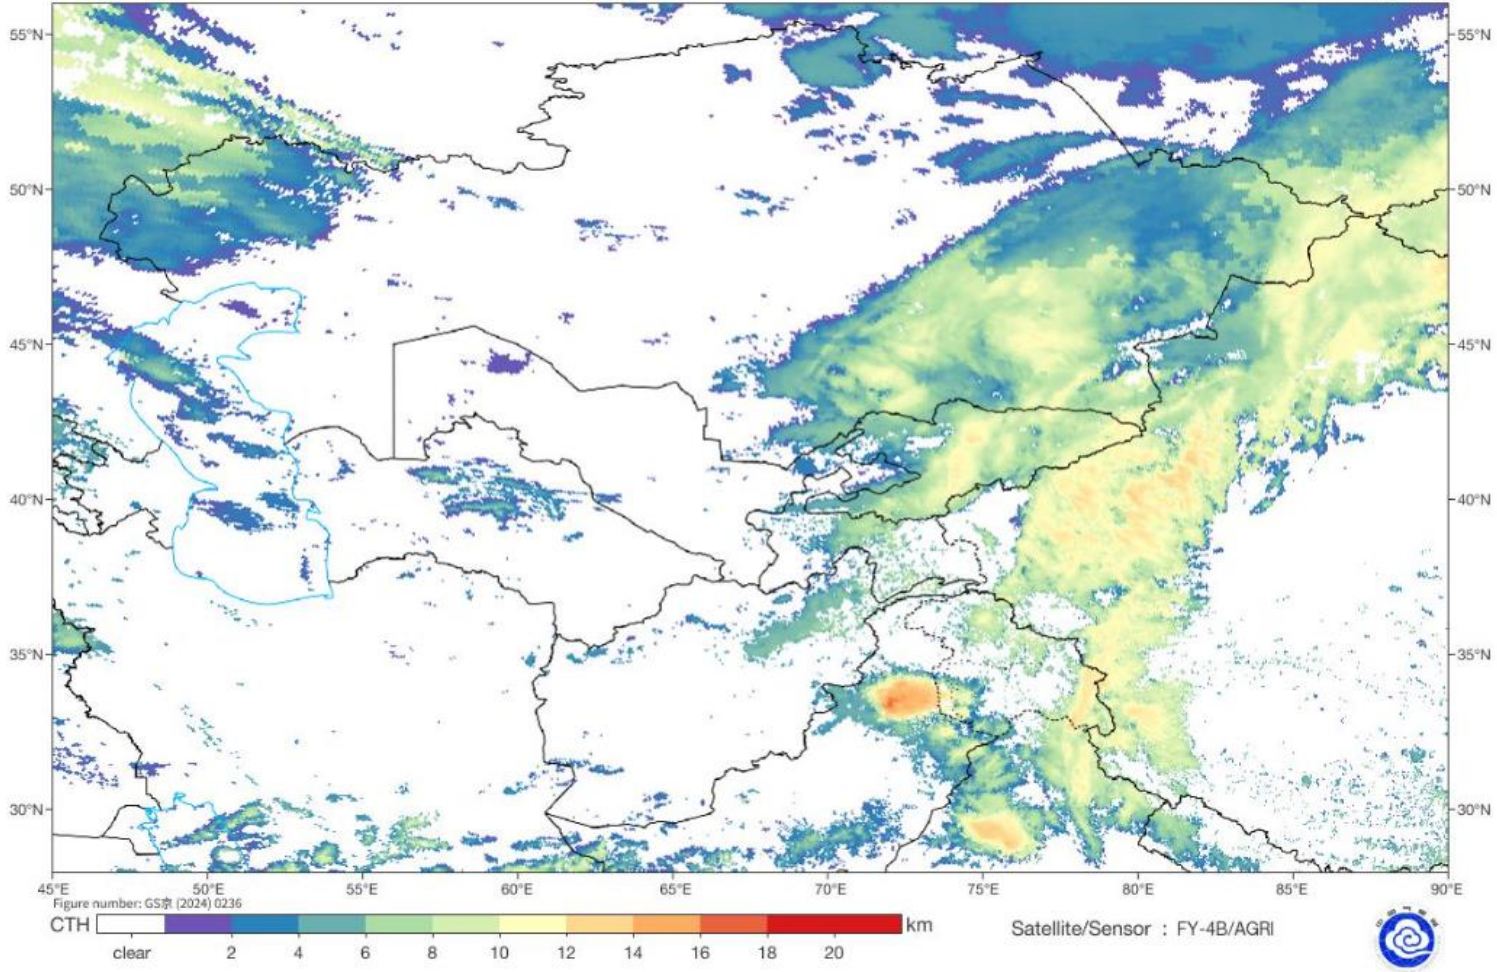 55°N
55°N
50°N
50°N
45°N
45°N
40°N
40°N
35°N
35°N
30°N
30°N
45°E 50°E 55°E 60°E 65°E 70°E 75°E 80°E 85°E 90°E
Figure number: GS京 (2024) 0236
CTH km
clear 2 4 6 8 10 12 14 16 18 20
Satellite/Sensor : FY-4B/AGRI